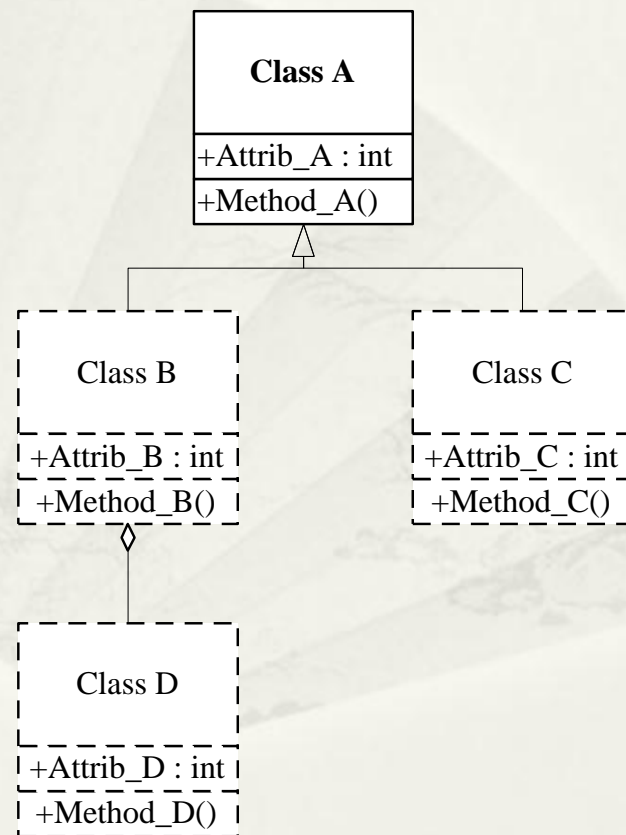 Class A
+Attrib_A : int
+Method_A()
Class B
+Attrib_B : int
+Method_B()
Class C
+Attrib_C : int
+Method_C()
Class D
+Attrib_D : int
+Method_D()